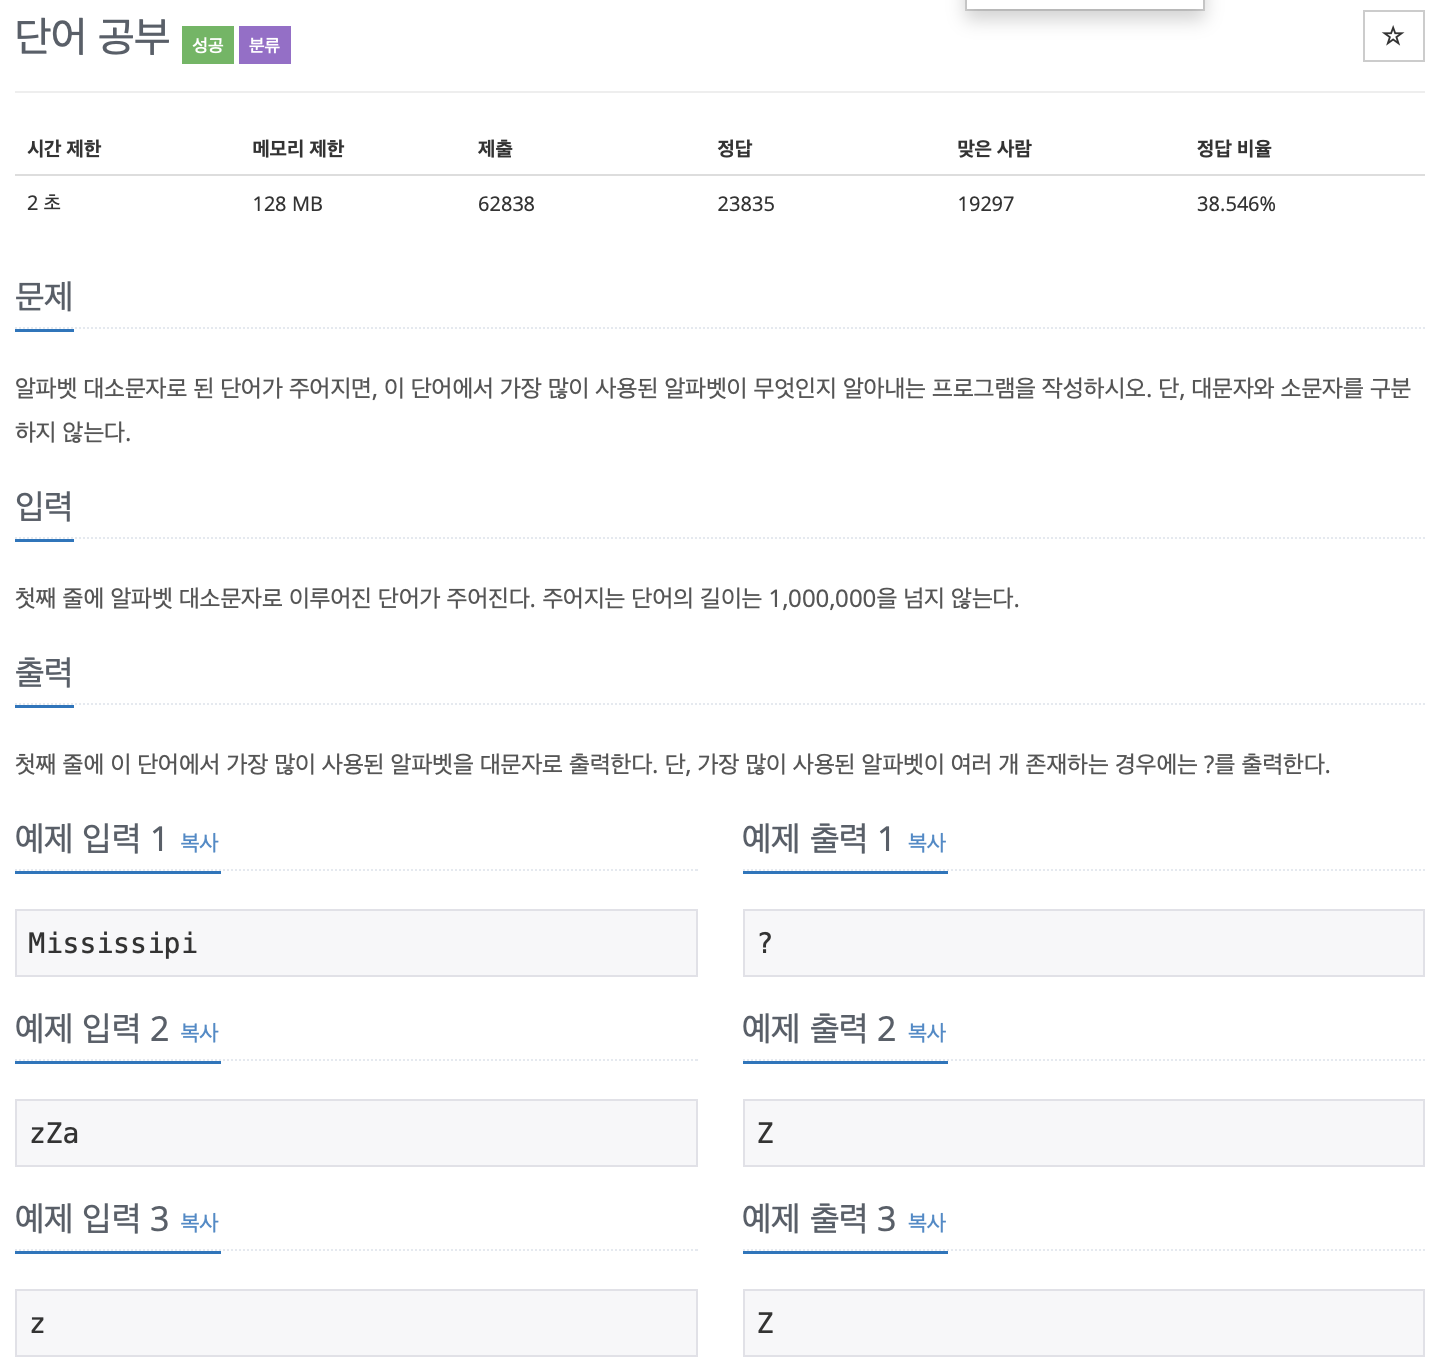 단어 공부 성공 분류
시간 제한 메모리 제한 제출 정답 맞은 사람 정답 비율
2 초 128 MB 62838 23835 19297 38.546%
문제
알파벳 대소문자로 된 단어가 주어지면, 이 단어에서 가장 많이 사용된 알파벳이 무엇인지 알아내는 프로그램을 작성하시오. 단, 대문자와 소문자를 구분
하지 않는다.
입력
첫째 줄에 알파벳 대소문자로 이루어진 단어가 주어진다. 주어지는 단어의 길이는 1,000,000을 넘지 않는다.
출력
첫째 줄에 이 단어에서 가장 많이 사용된 알파벳을 대문자로 출력한다. 단, 가장 많이 사용된 알파벳이 여러 개 존재하는 경우에는 ?를 출력한다.
예제 입력 1 복사
Mississipi
예제 출력 1 복사
?
예제 입력 2 복사
zZa
예제 출력 2 복사
Z
예제 입력 3 복사
z
예제 출력 3 복사
Z